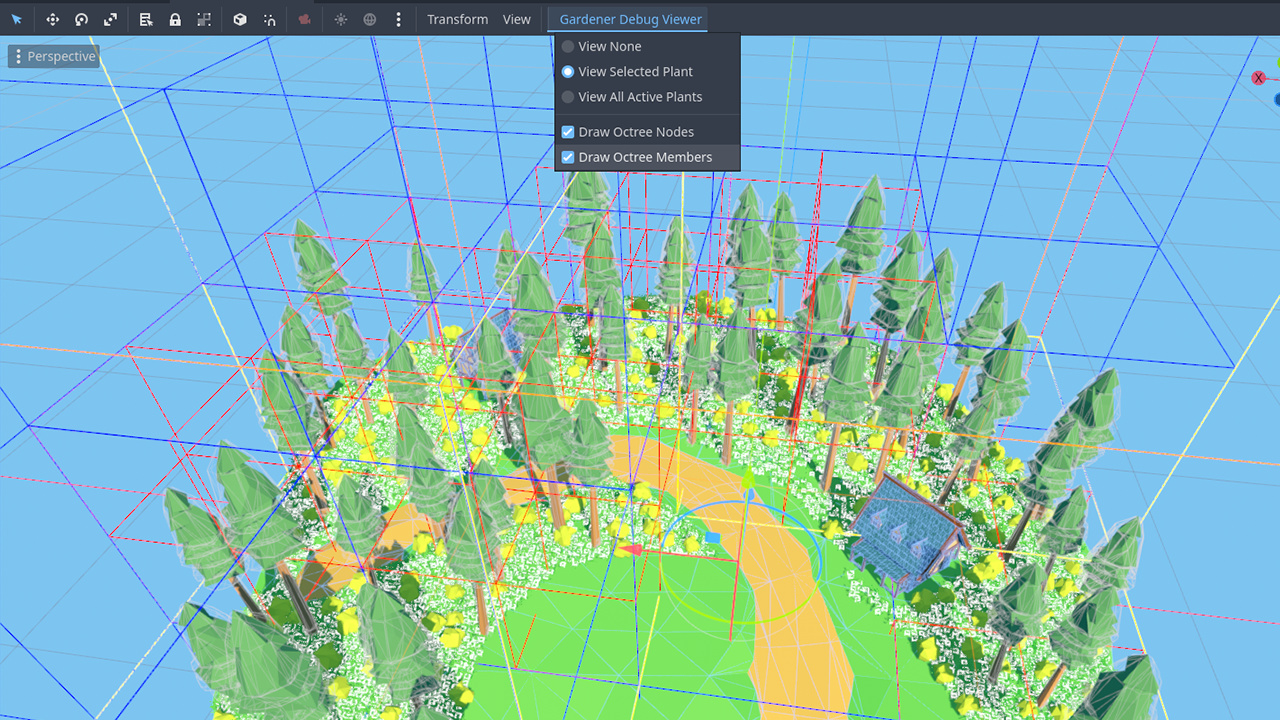 Transform View Gardener Debug Viewer
Perspective
View None
View Selected Plant
View All Active Plants
Draw Octree Nodes
Draw Octree Members
X